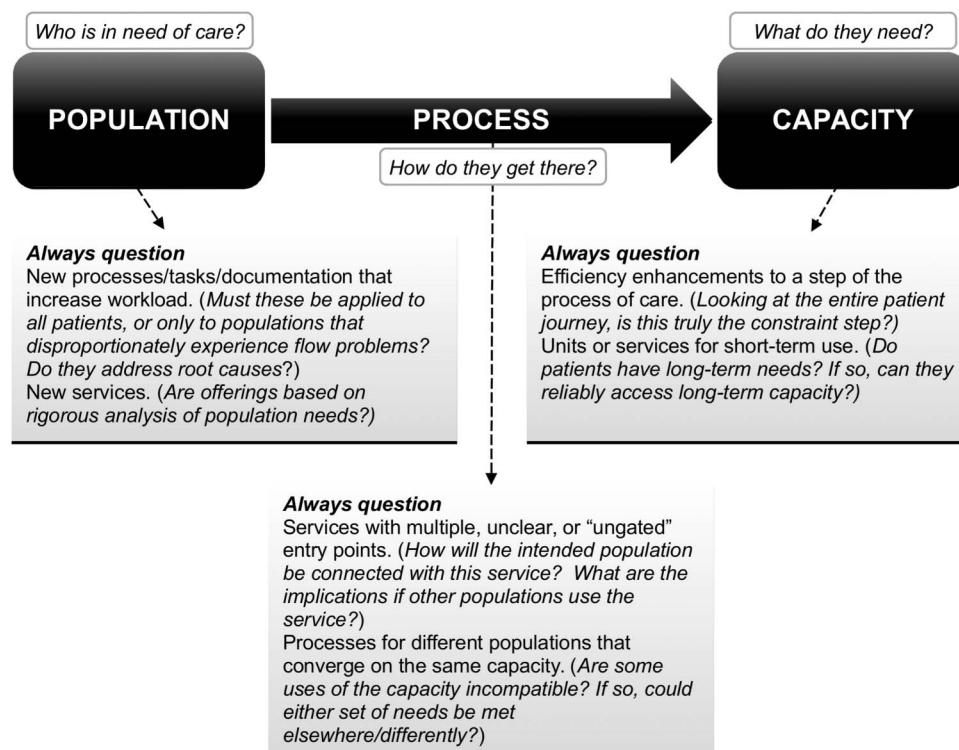 Who is in need of care?
What do they need?
POPULATION
PROCESS
CAPACITY
How do they get there?
Always question
New processes/tasks/documentation that
increase workload. (Must these be applied to
all patients, or only to populations that
disproportionately experience flow problems?
Do they address root causes?)
New services. (Are offerings based on
rigorous analysis of population needs?)
Always question
Efficiency enhancements to a step of the
process of care. (Looking at the entire patient
journey, is this truly the constraint step?)
Units or services for short-term use. (Do
patients have long-term needs? If so, can they
reliably access long-term capacity?)
Always question
Services with multiple, unclear, or “ungated”
entry points. (How will the intended population
be connected with this service?  What are the
implications if other populations use the
service?)
Processes for different populations that
converge on the same capacity. (Are some
uses of the capacity incompatible? If so, could
either set of needs be met
elsewhere/differently?)